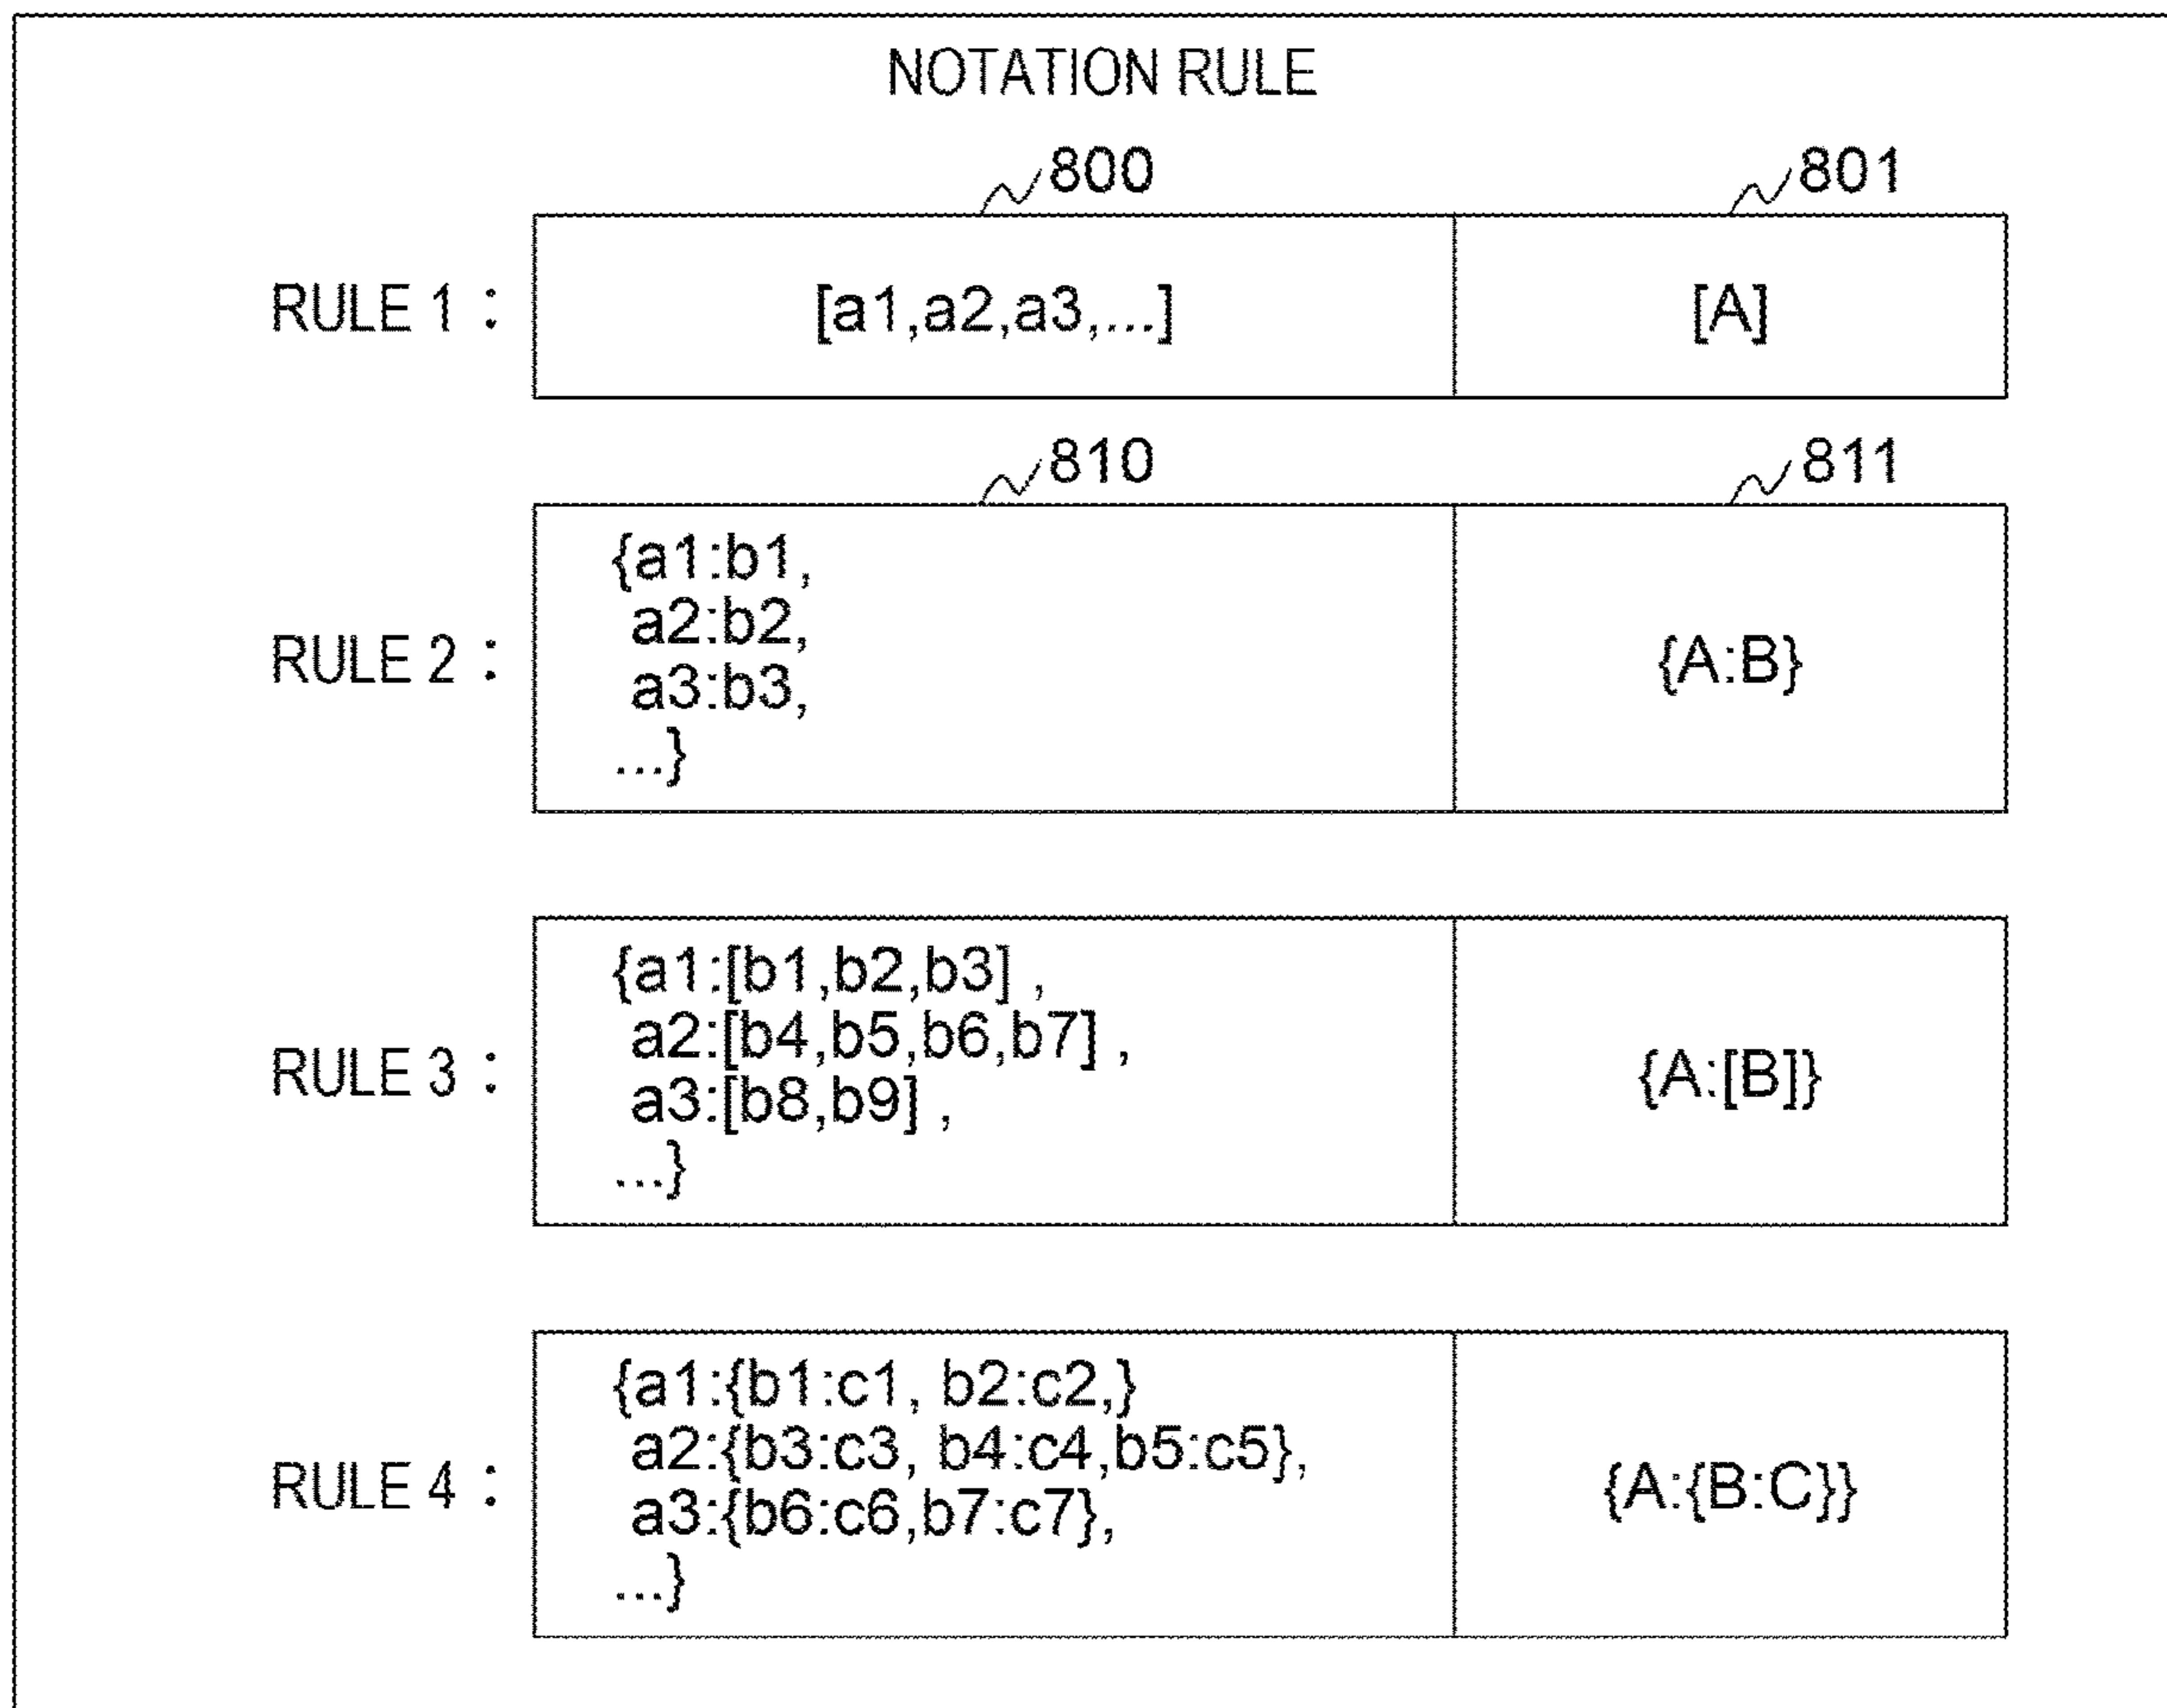 NOTATION RULE
800 801
RULE 1 : [a1,a2,a3,...] [A]
810 811
{a1:b1,
a2:b2,
RULE 2 : a3:b3, {A:B}
...}
{a1:[b1,b2,b3] ,
a2:[b4,b5,b6,b7] ,
RULE 3 : a3:[b8,b9] , {A:[B]}
...}
{a1:{b1:c1, b2:c2,}
a2:{b3:c3, b4:c4,b5:c5},
RULE 4 : a3:{b6:c6,b7:c7}, {A:{B:C}}
...}